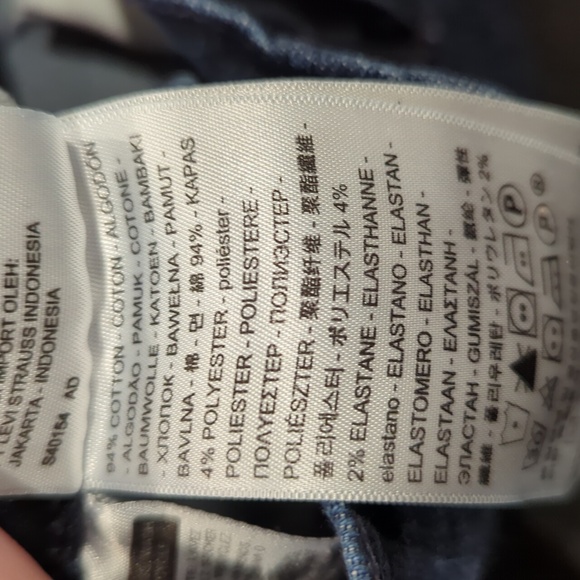 IMPORT OLEH:
LEVI STRAUSS INDONESIA
JAKARTA - INDONESIA
S40154 AD
94% COTTON - COTON - ALGODÓN
- ALGODÃO - PAMUK - COTONE -
BAUMWOLLE - KATOEN - BAMBAKI
- ХЛОПОК - BAWEŁNA - PAMUT -
BAVLNA - 棉 - 면 - 綿 94% - KAPAS
4% POLYESTER - poliéster -
POLIESTER - POLIESTERE -
ΠΟΛΥΕΣΤΕΡ - ПОЛИЭСТЕР -
POLIÉSZTER - 聚酯纤维 - 聚酯纖維 -
폴리에스터 - ポリエステル 4%
2% ELASTANE - ELASTHANNE -
elastano - ELASTANO - ELASTAN -
ELASTOMERO - ELASTHAN -
ELASTAAN - ΕΛΑΣΤΑΝΗ -
ЭЛАСТАН - GUMISZÁL - 氨纶 - 彈性
纖維 - 폴리우레탄 - ポリウレタン 2%
P